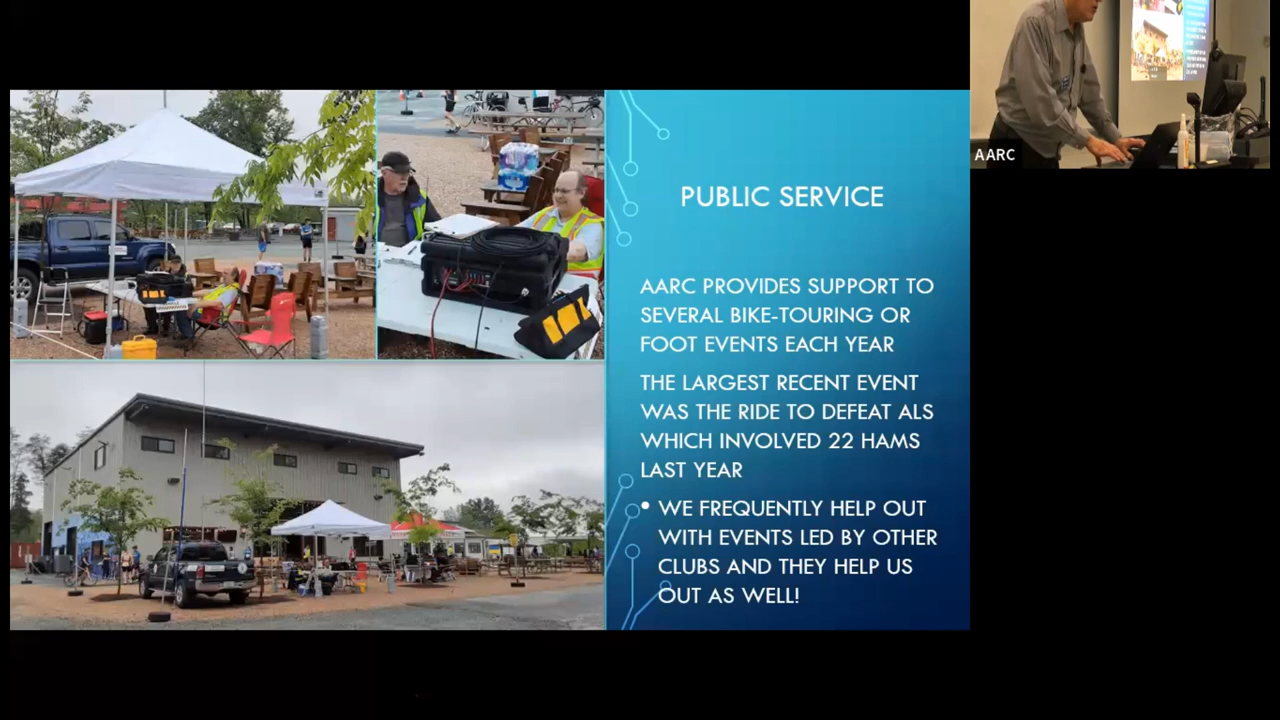 AARC
PUBLIC SERVICE
AARC PROVIDES SUPPORT TO
SEVERAL BIKE-TOURING OR
FOOT EVENTS EACH YEAR
THE LARGEST RECENT EVENT
WAS THE RIDE TO DEFEAT ALS
WHICH INVOLVED 22 HAMS
LAST YEAR
• WE FREQUENTLY HELP OUT
WITH EVENTS LED BY OTHER
CLUBS AND THEY HELP US
OUT AS WELL!